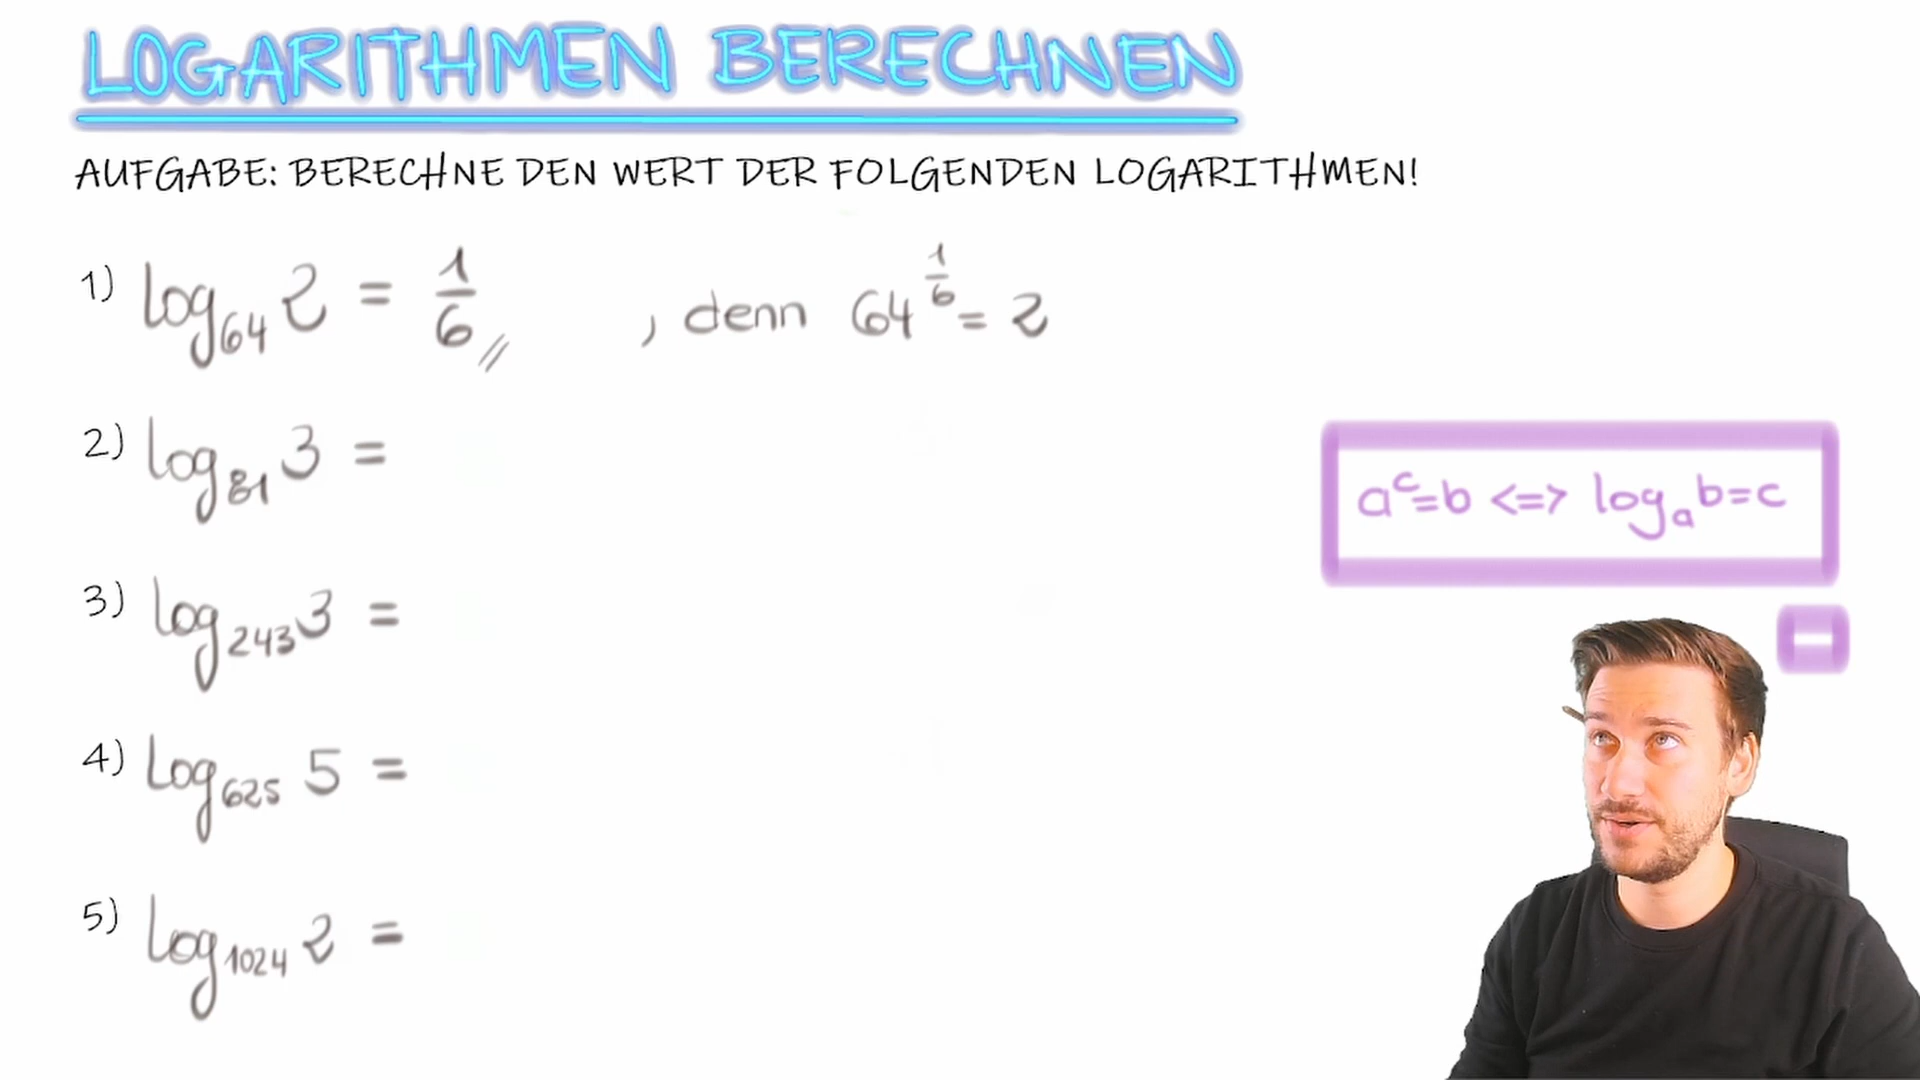 LOGARITHMEN BERECHNEN
AUFGABE: BERECHNE DEN WERT DER FOLGENDEN LOGARITHMEN!
1) log₆₄ 2 = 1/6 , denn 64^(1/6) = 2
2) log₈₁ 3 =
a^c=b <=> logₐ b=c
3) log₂₄₃ 3 =
4) log₆₂₅ 5 =
5) log₁₀₂₄ 2 =